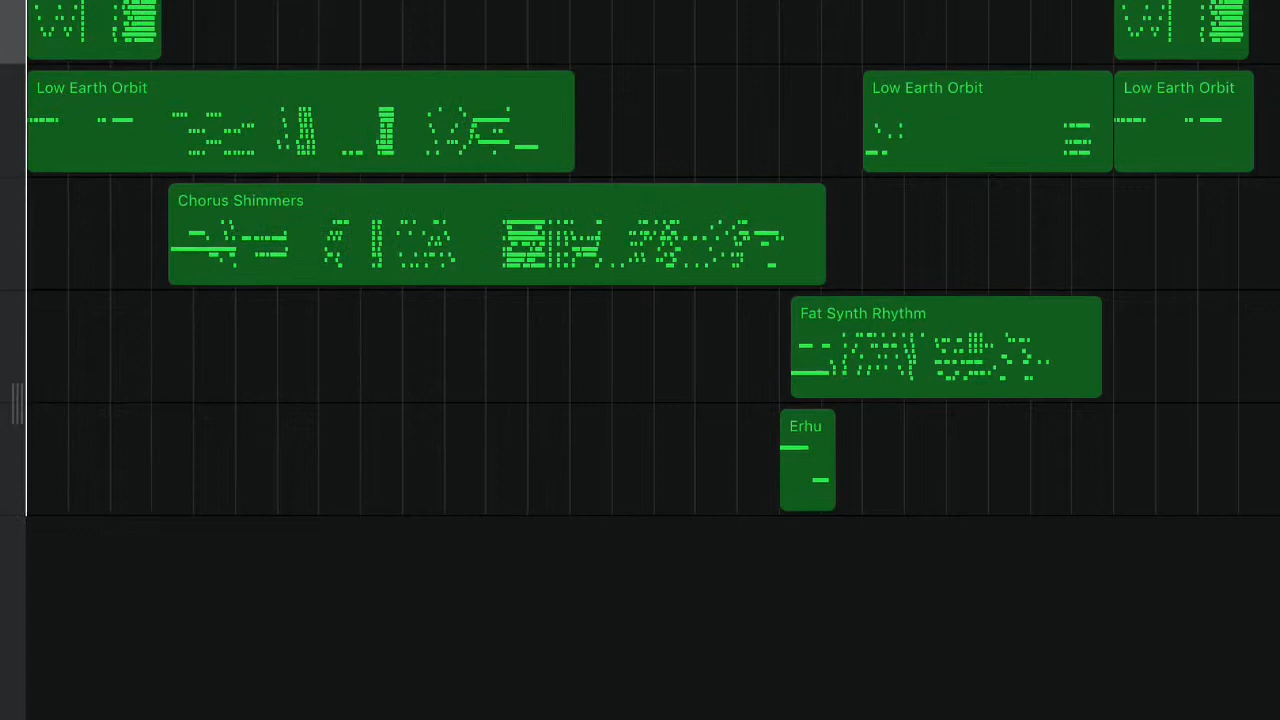 Low Earth Orbit
Low Earth Orbit
Low Earth Orbit
Chorus Shimmers
Fat Synth Rhythm
Erhu